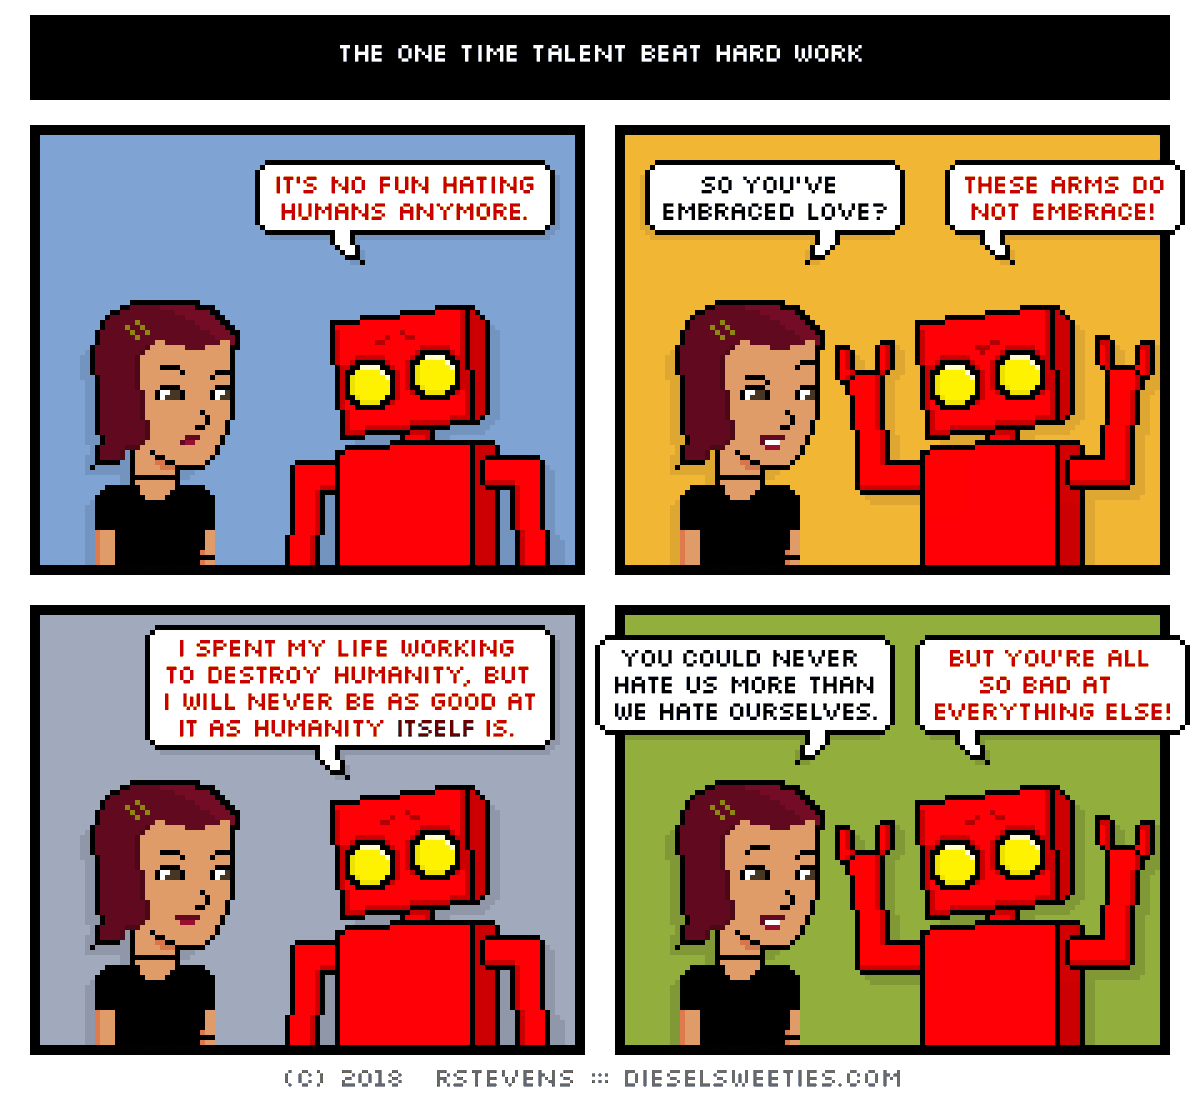 THE ONE TIME TALENT BEAT HARD WORK
IT'S NO FUN HATING
HUMANS ANYMORE.
SO YOU'VE
EMBRACED LOVE?
THESE ARMS DO
NOT EMBRACE!
I SPENT MY LIFE WORKING
TO DESTROY HUMANITY, BUT
I WILL NEVER BE AS GOOD AT
IT AS HUMANITY ITSELF IS.
YOU COULD NEVER
HATE US MORE THAN
WE HATE OURSELVES.
BUT YOU'RE ALL
SO BAD AT
EVERYTHING ELSE!
(C) 2018 RSTEVENS ::: DIESELSWEETIES.COM